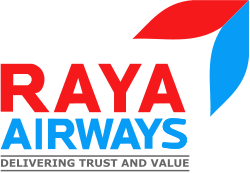 RAYA
AIRWAYS
DELIVERING TRUST AND VALUE